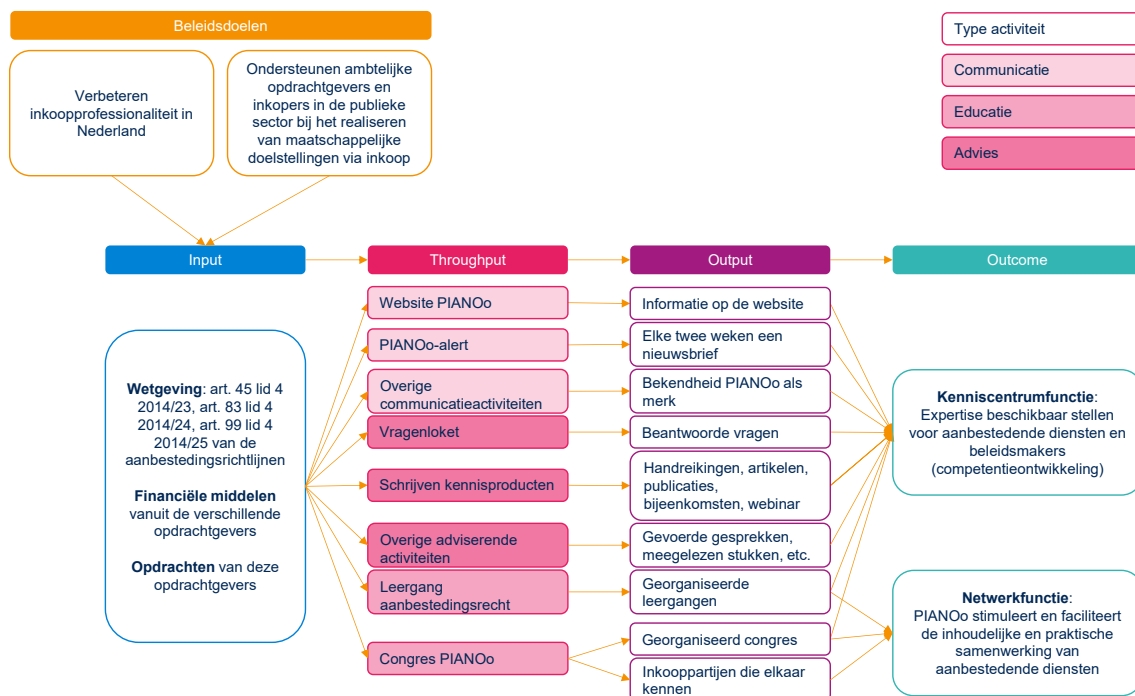 Beleidsdoelen
Verbeteren
inkoopprofessionaliteit in
Nederland
Ondersteunen ambtelijke
opdrachtgevers en
inkopers in de publieke
sector bij het realiseren
van maatschappelijke
doelstellingen via inkoop
Type activiteit
Communicatie
Educatie
Advies
Input
Throughput
Output
Outcome
Wetgeving: art. 45 lid 4
2014/23, art. 83 lid 4
2014/24, art. 99 lid 4
2014/25 van de
aanbestedingsrichtlijnen
Financiële middelen
vanuit de verschillende
opdrachtgevers
Opdrachten van deze
opdrachtgevers
Website PIANOo
PIANOo-alert
Overige
communicatieactiviteiten
Vragenloket
Schrijven kennisproducten
Overige adviserende
activiteiten
Leergang
aanbestedingsrecht
Congres PIANOo
Informatie op de website
Elke twee weken een
nieuwsbrief
Bekendheid PIANOo als
merk
Beantwoorde vragen
Handreikingen, artikelen,
publicaties,
bijeenkomsten, webinar
Gevoerde gesprekken,
meegelezen stukken, etc.
Georganiseerde
leergangen
Georganiseerd congres
Inkooppartijen die elkaar
kennen
Kenniscentrumfunctie:
Expertise beschikbaar stellen
voor aanbestedende diensten en
beleidsmakers
(competentieontwikkeling)
Netwerkfunctie:
PIANOo stimuleert en faciliteert
de inhoudelijke en praktische
samenwerking van
aanbestedende diensten